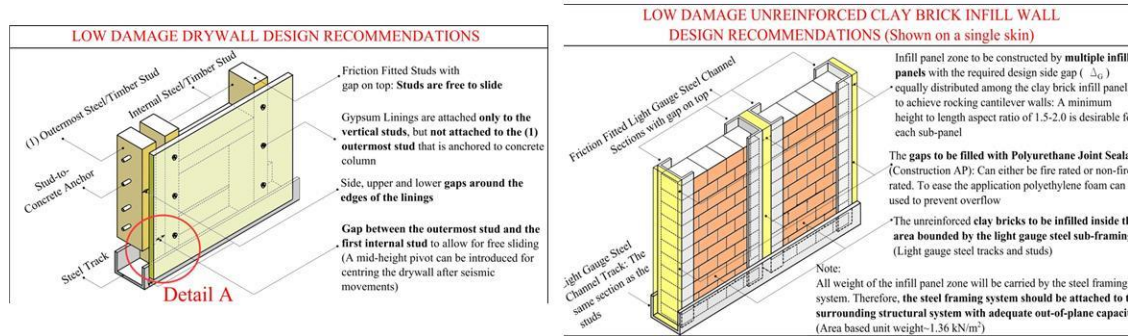 LOW DAMAGE DRYWALL DESIGN RECOMMENDATIONS
(1) Outermost Steel/Timber Stud
Internal Steel/Timber Stud
Stud-to-
Concrete Anchor
Steel Track
Detail A
Friction Fitted Studs with
gap on top: Studs are free to slide
Gypsum Linings are attached only to the
vertical studs, but not attached to the (1)
outermost stud that is anchored to concrete
column
Side, upper and lower gaps around the
edges of the linings
Gap between the outermost stud and the
first internal stud to allow for free sliding
(A mid-height pivot can be introduced for
centring the drywall after seismic
movements)
LOW DAMAGE UNREINFORCED CLAY BRICK INFILL WALL
DESIGN RECOMMENDATIONS (Shown on a single skin)
Friction Fitted Light Gauge Steel Channel
Sections with gap on top
Light Gauge Steel
Channel Track: The
same section as the
studs
Infill panel zone to be constructed by multiple infill
panels with the required design side gap ( ΔG )
equally distributed among the clay brick infill panel
to achieve rocking cantilever walls: A minimum
height to length aspect ratio of 1.5-2.0 is desirable fo
each sub-panel
The gaps to be filled with Polyurethane Joint Seala
(Construction AP): Can either be fire rated or non-fire
rated. To ease the application polyethylene foam can
used to prevent overflow
The unreinforced clay bricks to be infilled inside th
area bounded by the light gauge steel sub-framing
(Light gauge steel tracks and studs)
Note:
All weight of the infill panel zone will be carried by the steel framing
system. Therefore, the steel framing system should be attached to t
surrounding structural system with adequate out-of-plane capacit
(Area based unit weight~1.36 kN/m²)